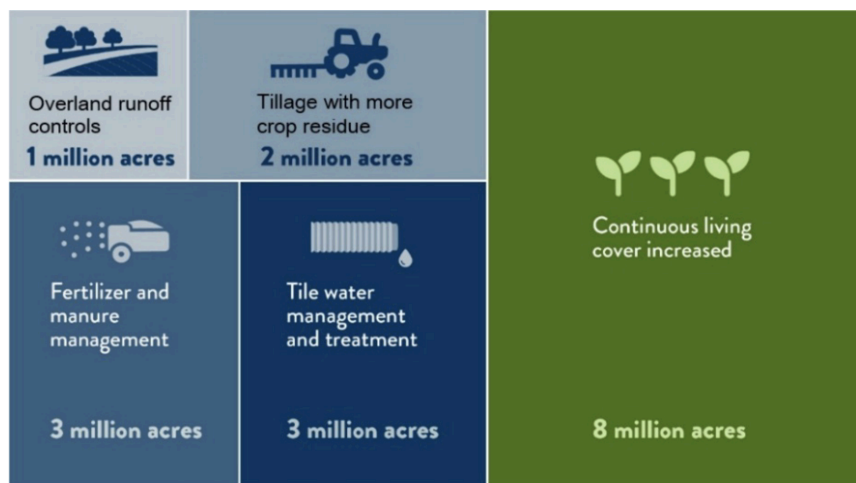 Overland runoff
controls
1 million acres
Tillage with more
crop residue
2 million acres
Fertilizer and
manure
management
3 million acres
Tile water
management
and treatment
3 million acres
Continuous living
cover increased
8 million acres